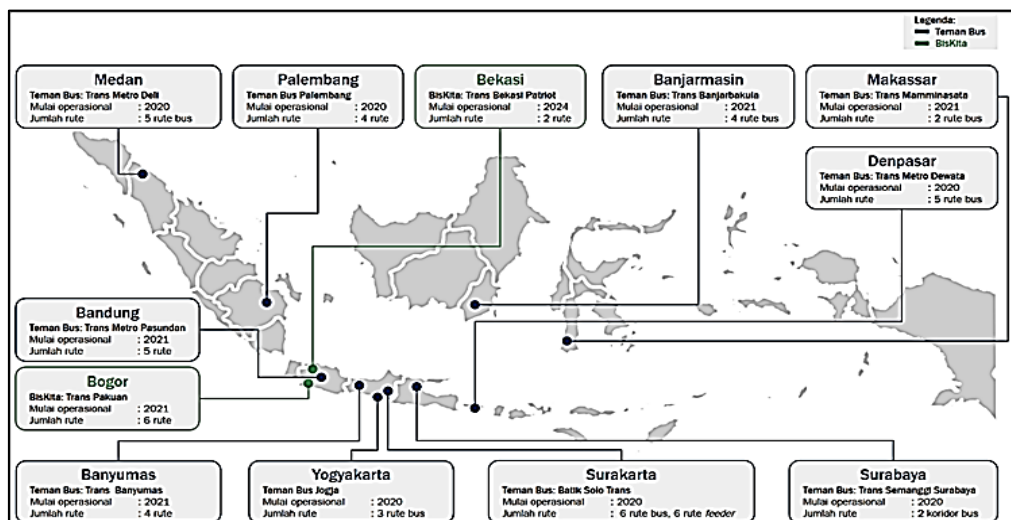 Legenda:
Teman Bus
BisKita
Medan
Teman Bus: Trans Metro Deli
Mulai operasional : 2020
Jumlah rute : 5 rute bus
Palembang
Teman Bus Palembang
Mulai operasional : 2020
Jumlah rute : 4 rute
Bekasi
BisKita: Trans Bekasi Patriot
Mulai operasional : 2024
Jumlah rute : 2 rute
Banjarmasin
Teman Bus: Trans Banjarbakula
Mulai operasional : 2021
Jumlah rute : 4 rute bus
Makassar
Teman Bus: Trans Mamminasata
Mulai operasional : 2021
Jumlah rute : 2 rute bus
Denpasar
Teman Bus: Trans Metro Dewata
Mulai operasional : 2020
Jumlah rute : 5 rute bus
Bandung
Teman Bus: Trans Metro Pasundan
Mulai operasional : 2021
Jumlah rute : 5 rute
Bogor
BisKita: Trans Pakuan
Mulai operasional : 2021
Jumlah rute : 6 rute
Banyumas
Teman Bus: Trans Banyumas
Mulai operasional : 2021
Jumlah rute : 4 rute
Yogyakarta
Teman Bus Jogja
Mulai operasional : 2020
Jumlah rute : 3 rute bus
Surakarta
Teman Bus: Batik Solo Trans
Mulai operasional : 2020
Jumlah rute : 6 rute bus, 6 rute feeder
Surabaya
Teman Bus: Trans Semanggi Surabaya
Mulai operasional : 2020
Jumlah rute : 2 koridor bus